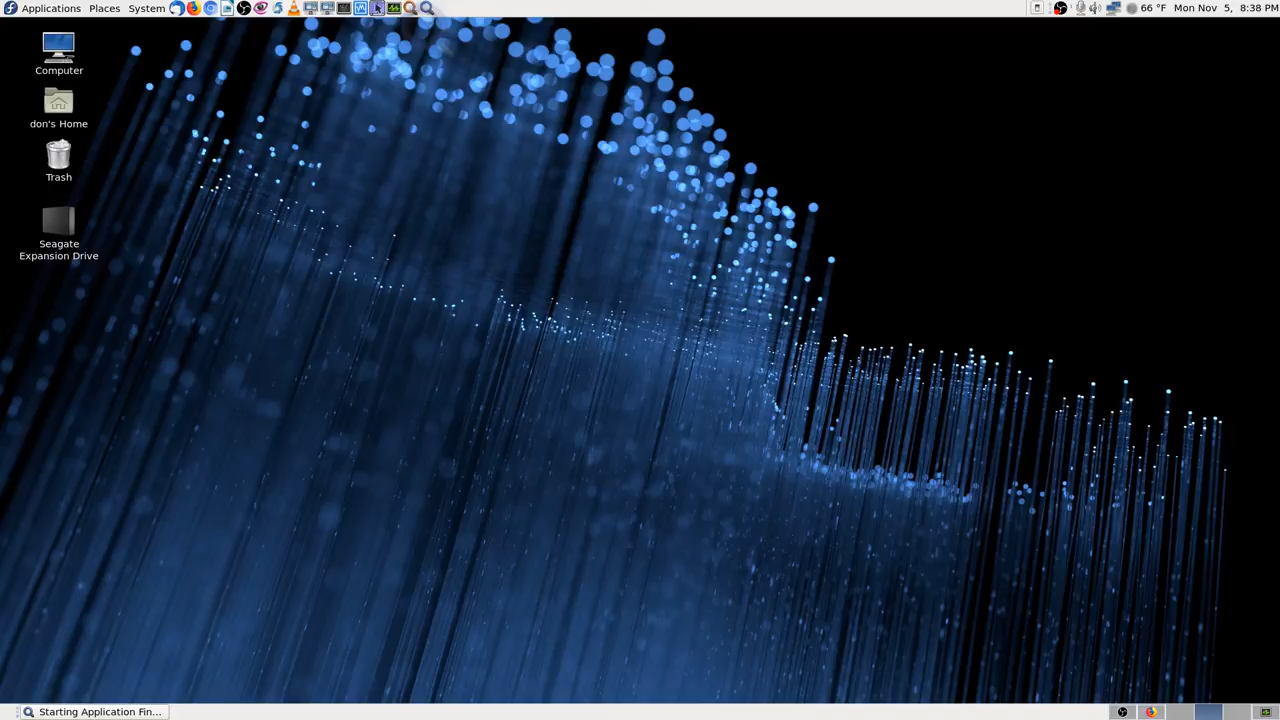 Applications Places System 66 °F Mon Nov 5, 8:38 PM
Computer
don's Home
Trash
Seagate
Expansion Drive
Starting Application Fin...